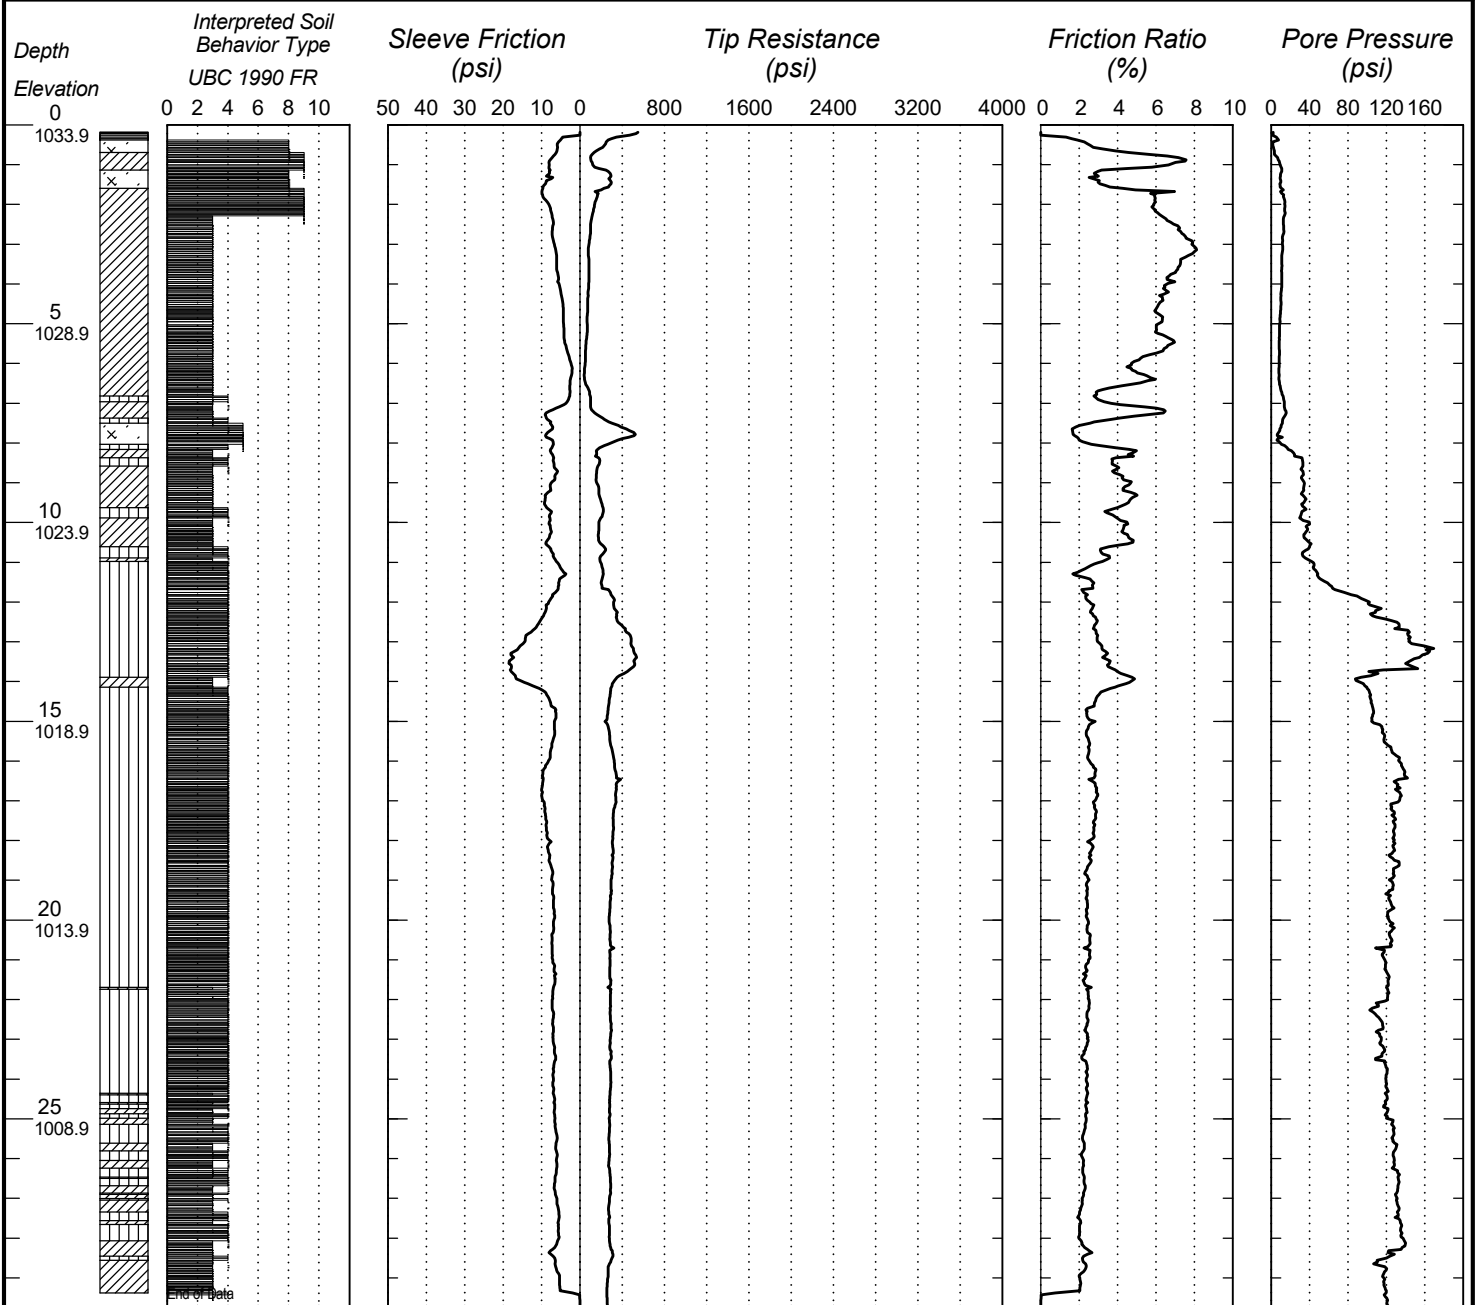 Depth
Elevation
Interpreted Soil
Behavior Type
UBC 1990 FR
Sleeve Friction
(psi)
Tip Resistance
(psi)
Friction Ratio
(%)
Pore Pressure
(psi)
0 2 4 6 8 10
50 40 30 20 10 0 800 1600 2400 3200 4000
0 2 4 6 8 10
0 40 80 120 160
0
1033.9
5
1028.9
10
1023.9
15
1018.9
20
1013.9
25
1008.9
End of Data